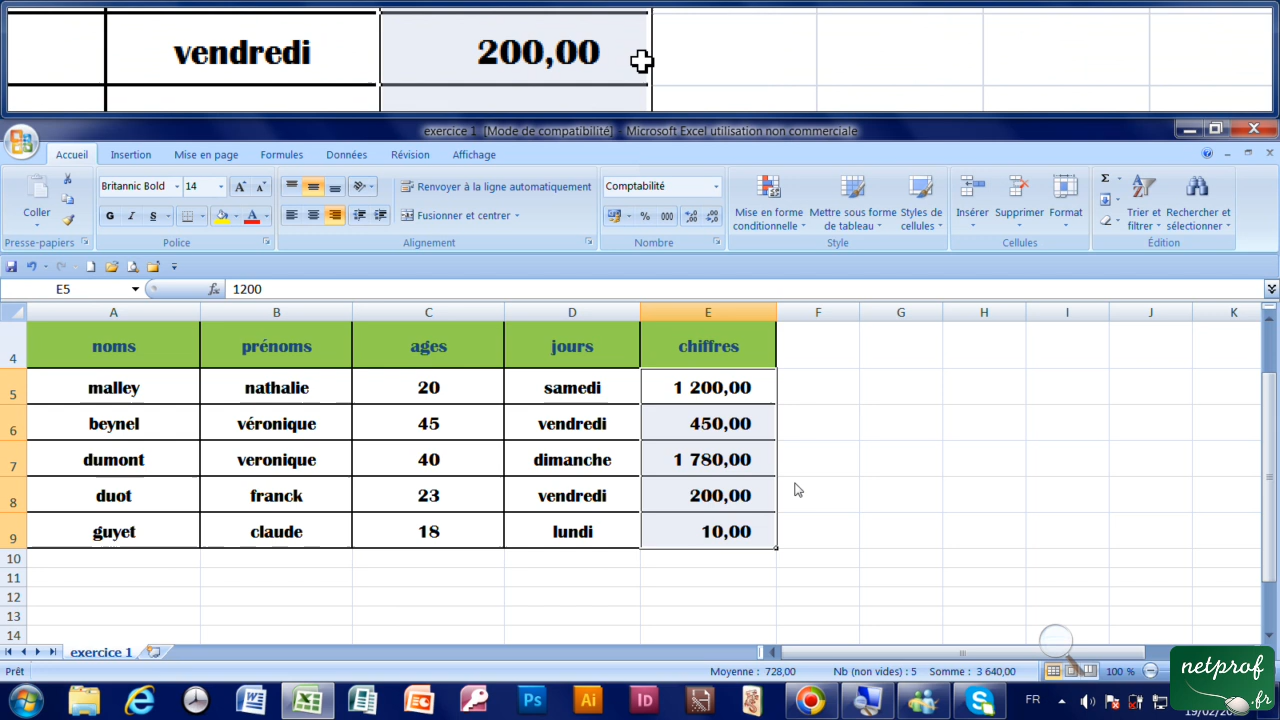 vendredi 200,00
exercice 1 [Mode de compatibilité] - Microsoft Excel utilisation non commerciale
Accueil Insertion Mise en page Formules Données Révision Affichage
Coller
Britannic Bold 14
G I S A
Renvoyer à la ligne automatiquement
Fusionner et centrer
Comptabilité
% 000
Mise en forme conditionnelle
Mettre sous forme de tableau
Styles de cellules
Insérer Supprimer Format
Σ
Trier et filtrer
Rechercher et sélectionner
Presse-papiers Police Alignement Nombre Style Cellules Édition
E5 fx 1200
A B C D E F G H I J K
4 noms prénoms ages jours chiffres
5 malley nathalie 20 samedi 1 200,00
6 beynel véronique 45 vendredi 450,00
7 dumont veronique 40 dimanche 1 780,00
8 duot franck 23 vendredi 200,00
9 guyet claude 18 lundi 10,00
10
11
12
13
14
exercice 1
Prêt Moyenne : 728,00 Nb (non vides) : 5 Somme : 3 640,00 100 %
Ps Ai Id FR
netprof.fr